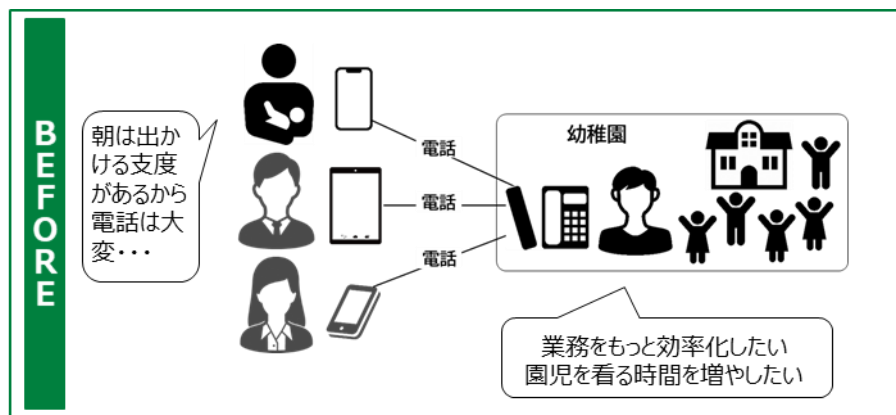 BEFORE
朝は出か
ける支度
があるから
電話は大
変・・・
電話
電話
電話
幼稚園
業務をもっと効率化したい
園児を看る時間を増やしたい